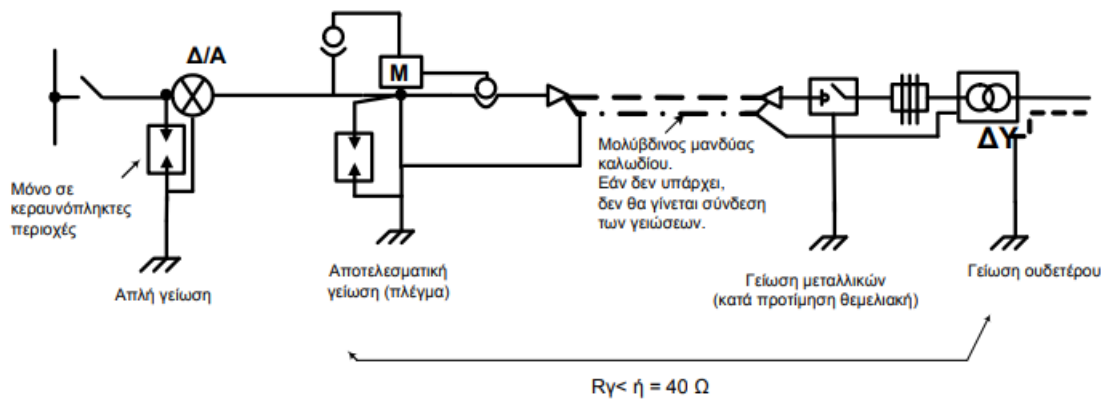 Δ/Α
M
ΔΥ
Μόνο σε
κεραυνόπληκτες
περιοχές
Μολύβδινος μανδύας
καλωδίου.
Εάν δεν υπάρχει,
δεν θα γίνεται σύνδεση
των γειώσεων.
Απλή γείωση
Αποτελεσματική
γείωση (πλέγμα)
Γείωση μεταλλικών
(κατά προτίμηση θεμελιακή)
Γείωση ουδετέρου
Rγ< ή = 40 Ω